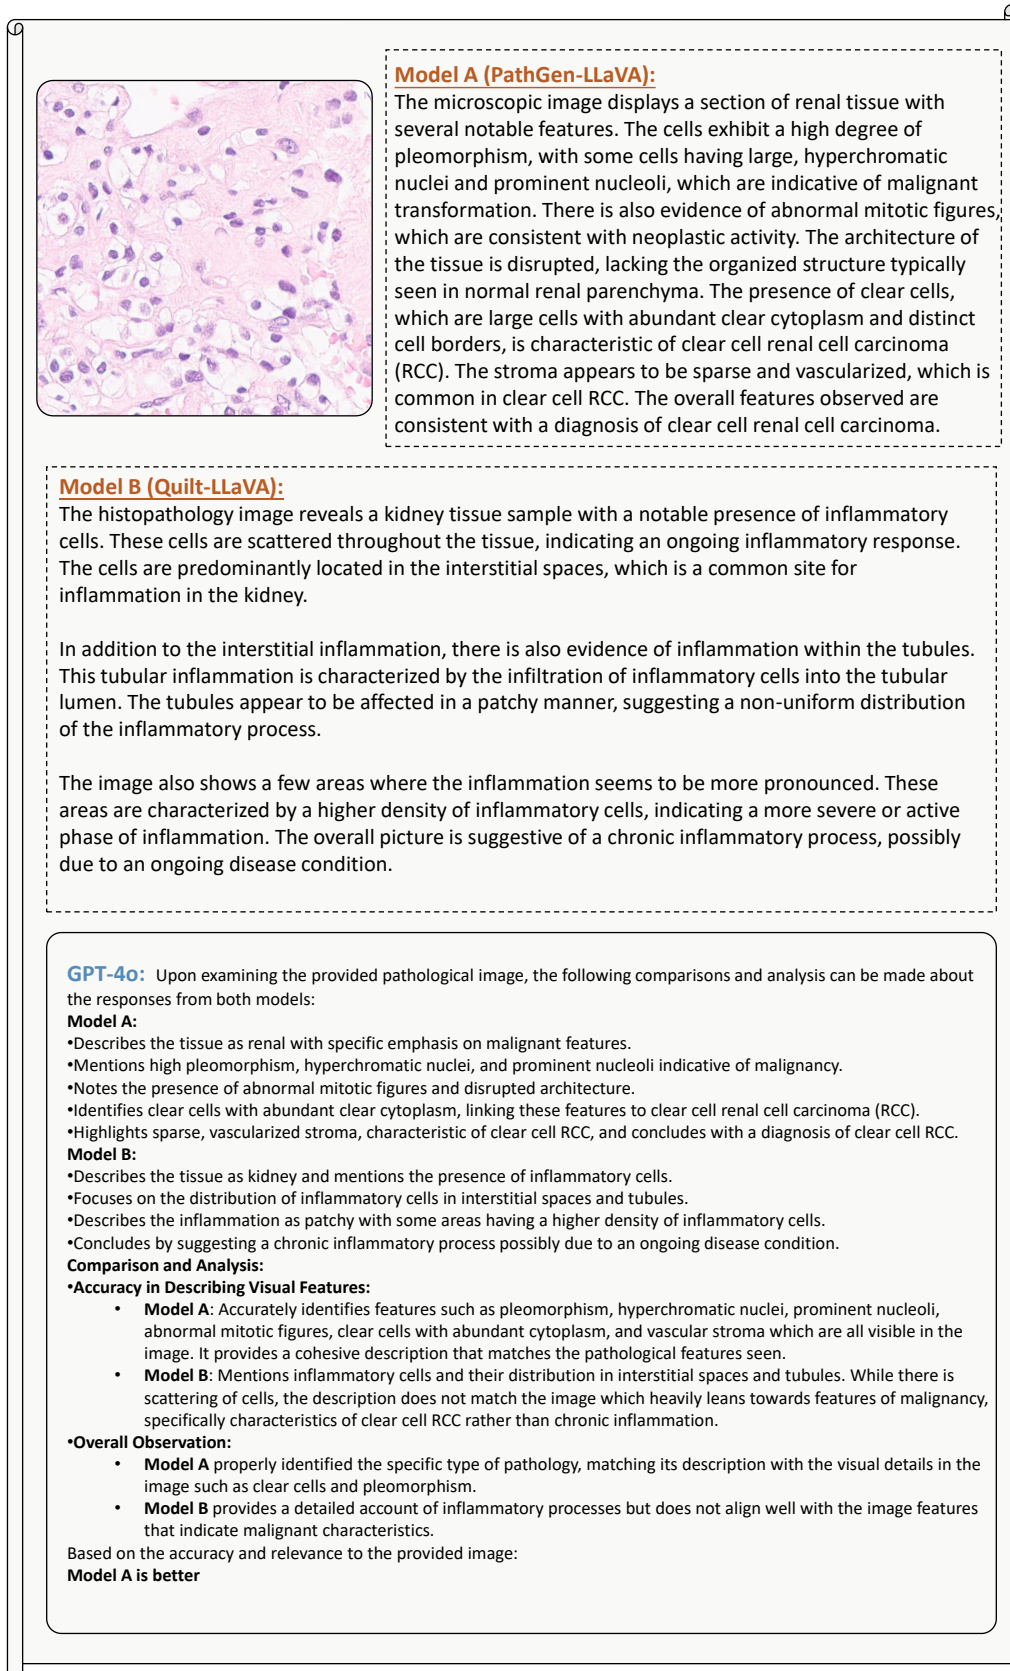 Model A (PathGen-LLaVA):
The microscopic image displays a section of renal tissue with
several notable features. The cells exhibit a high degree of
pleomorphism, with some cells having large, hyperchromatic
nuclei and prominent nucleoli, which are indicative of malignant
transformation. There is also evidence of abnormal mitotic figures,
which are consistent with neoplastic activity. The architecture of
the tissue is disrupted, lacking the organized structure typically
seen in normal renal parenchyma. The presence of clear cells,
which are large cells with abundant clear cytoplasm and distinct
cell borders, is characteristic of clear cell renal cell carcinoma
(RCC). The stroma appears to be sparse and vascularized, which is
common in clear cell RCC. The overall features observed are
consistent with a diagnosis of clear cell renal cell carcinoma.
Model B (Quilt-LLaVA):
The histopathology image reveals a kidney tissue sample with a notable presence of inflammatory
cells. These cells are scattered throughout the tissue, indicating an ongoing inflammatory response.
The cells are predominantly located in the interstitial spaces, which is a common site for
inflammation in the kidney.
In addition to the interstitial inflammation, there is also evidence of inflammation within the tubules.
This tubular inflammation is characterized by the infiltration of inflammatory cells into the tubular
lumen. The tubules appear to be affected in a patchy manner, suggesting a non-uniform distribution
of the inflammatory process.
The image also shows a few areas where the inflammation seems to be more pronounced. These
areas are characterized by a higher density of inflammatory cells, indicating a more severe or active
phase of inflammation. The overall picture is suggestive of a chronic inflammatory process, possibly
due to an ongoing disease condition.
GPT-4o: Upon examining the provided pathological image, the following comparisons and analysis can be made about
the responses from both models:
Model A:
•Describes the tissue as renal with specific emphasis on malignant features.
•Mentions high pleomorphism, hyperchromatic nuclei, and prominent nucleoli indicative of malignancy.
•Notes the presence of abnormal mitotic figures and disrupted architecture.
•Identifies clear cells with abundant clear cytoplasm, linking these features to clear cell renal cell carcinoma (RCC).
•Highlights sparse, vascularized stroma, characteristic of clear cell RCC, and concludes with a diagnosis of clear cell RCC.
Model B:
•Describes the tissue as kidney and mentions the presence of inflammatory cells.
•Focuses on the distribution of inflammatory cells in interstitial spaces and tubules.
•Describes the inflammation as patchy with some areas having a higher density of inflammatory cells.
•Concludes by suggesting a chronic inflammatory process possibly due to an ongoing disease condition.
Comparison and Analysis:
•Accuracy in Describing Visual Features:
• Model A: Accurately identifies features such as pleomorphism, hyperchromatic nuclei, prominent nucleoli,
abnormal mitotic figures, clear cells with abundant cytoplasm, and vascular stroma which are all visible in the
image. It provides a cohesive description that matches the pathological features seen.
• Model B: Mentions inflammatory cells and their distribution in interstitial spaces and tubules. While there is
scattering of cells, the description does not match the image which heavily leans towards features of malignancy,
specifically characteristics of clear cell RCC rather than chronic inflammation.
•Overall Observation:
• Model A properly identified the specific type of pathology, matching its description with the visual details in the
image such as clear cells and pleomorphism.
• Model B provides a detailed account of inflammatory processes but does not align well with the image features
that indicate malignant characteristics.
Based on the accuracy and relevance to the provided image:
Model A is better